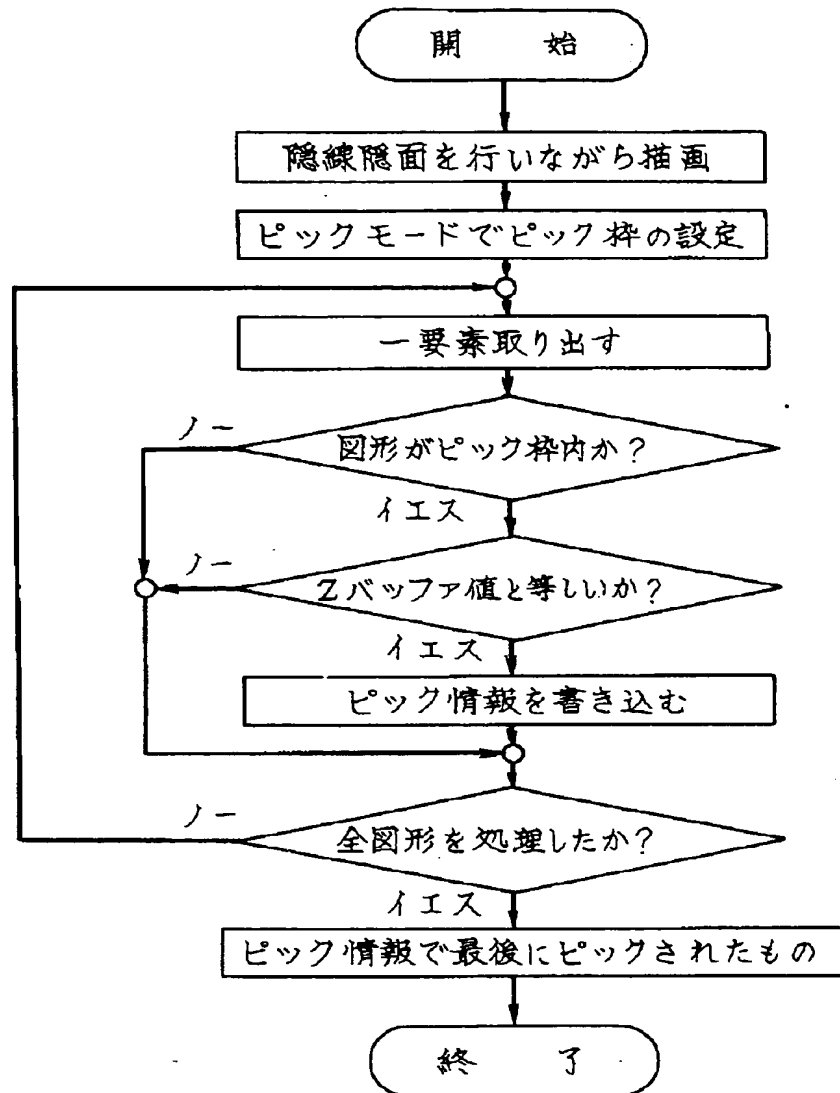 開始
隠線隠面を行いながら描画
ピックモードでピック枠の設定
一要素取り出す
図形がピック枠内か?
ノー
イエス
Zバッファ値と等しいか?
ノー
イエス
ピック情報を書き込む
全図形を処理したか?
ノー
イエス
ピック情報で最後にピックされたもの
終了